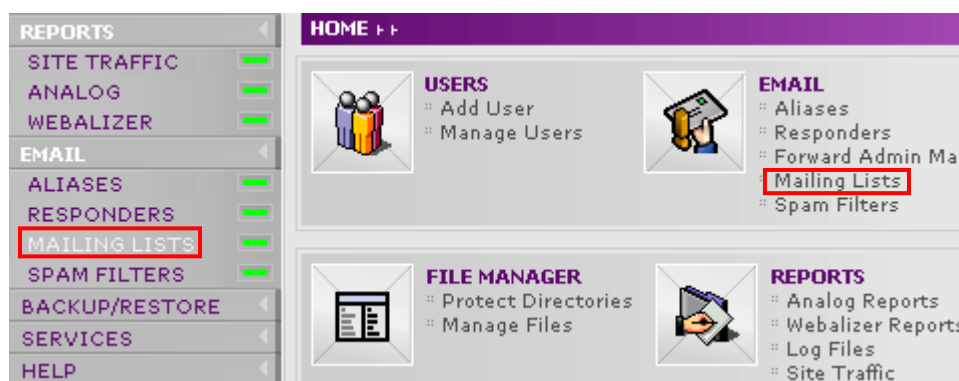 REPORTS
SITE TRAFFIC
ANALOG
WEBALIZER
EMAIL
ALIASES
RESPONDERS
MAILING LISTS
SPAM FILTERS
BACKUP/RESTORE
SERVICES
HELP
HOME
USERS
Add User
Manage Users
EMAIL
Aliases
Responders
Forward Admin Ma
Mailing Lists
Spam Filters
FILE MANAGER
Protect Directories
Manage Files
REPORTS
Analog Reports
Webalizer Reports
Log Files
Site Traffic